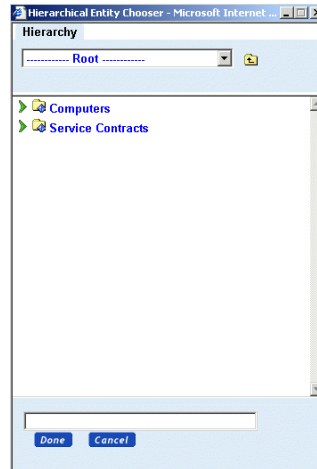 Hierarchical Entity Chooser - Microsoft Internet ...
Hierarchy
----------- Root -----------
Computers
Service Contracts
Done Cancel